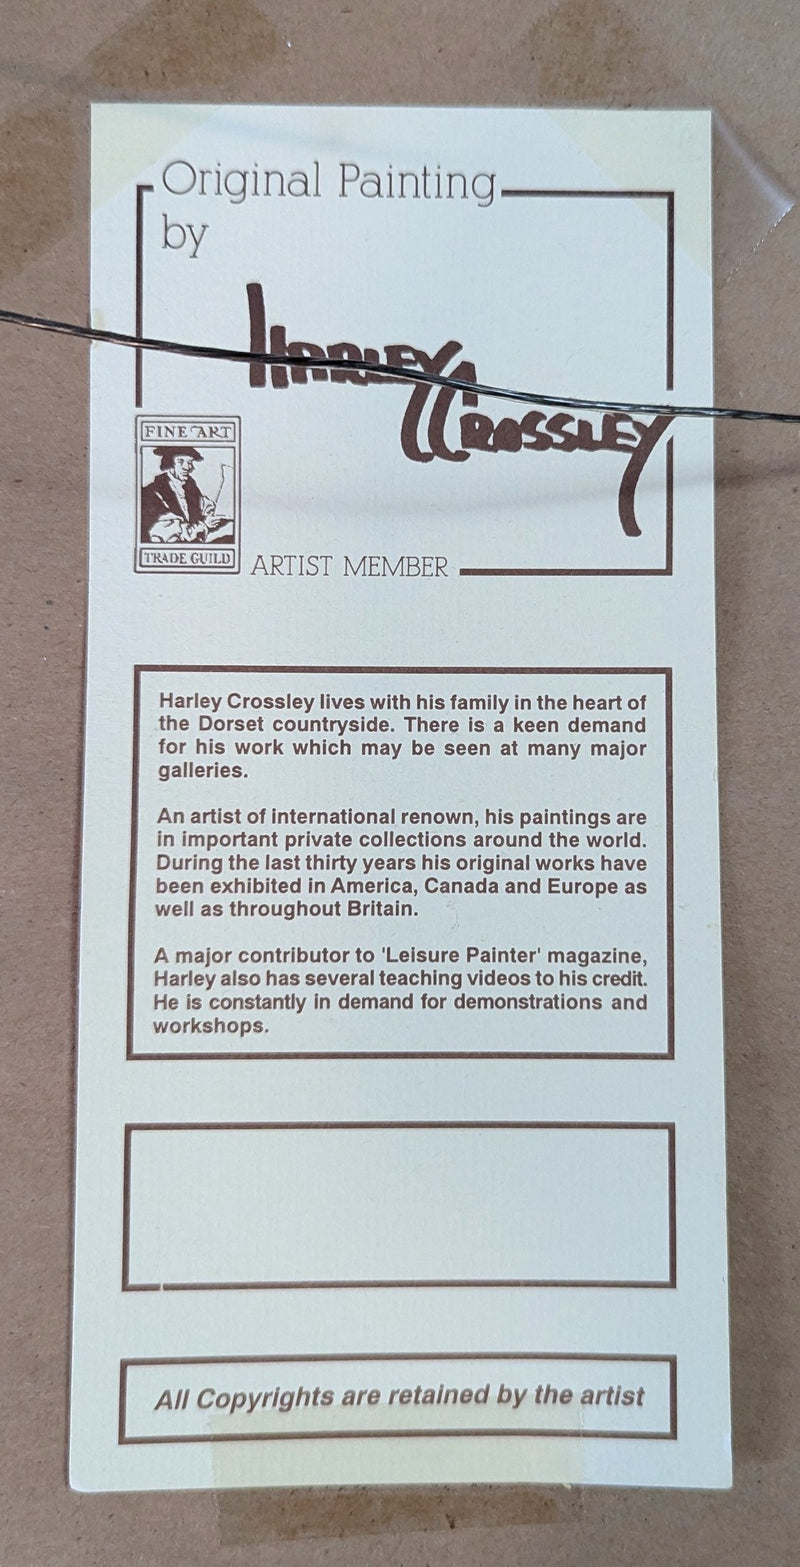 Original Painting
by
HARLEY CROSSLEY
FINE ART
TRADE GUILD
ARTIST MEMBER
Harley Crossley lives with his family in the heart of
the Dorset countryside. There is a keen demand
for his work which may be seen at many major
galleries.
An artist of international renown, his paintings are
in important private collections around the world.
During the last thirty years his original works have
been exhibited in America, Canada and Europe as
well as throughout Britain.
A major contributor to 'Leisure Painter' magazine,
Harley also has several teaching videos to his credit.
He is constantly in demand for demonstrations and
workshops.
All Copyrights are retained by the artist